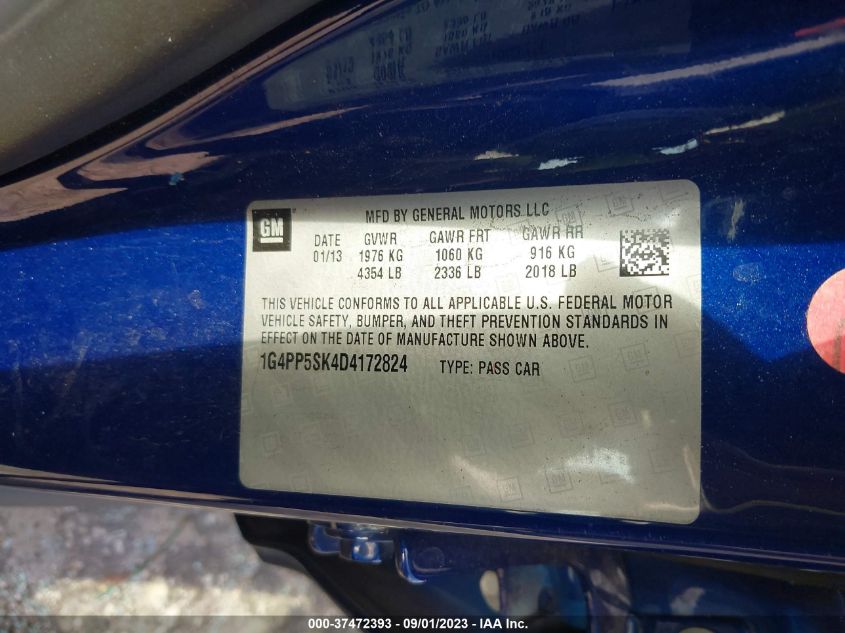 GM
MFD BY GENERAL MOTORS LLC
DATE GVWR GAWR FRT GAWR RR
01/13 1976 KG 1060 KG 916 KG
4354 LB 2336 LB 2018 LB
THIS VEHICLE CONFORMS TO ALL APPLICABLE U.S. FEDERAL MOTOR
VEHICLE SAFETY, BUMPER, AND THEFT PREVENTION STANDARDS IN
EFFECT ON THE DATE OF MANUFACTURE SHOWN ABOVE.
1G4PP5SK4D4172824 TYPE: PASS CAR
000-37472393 - 09/01/2023 - IAA Inc.